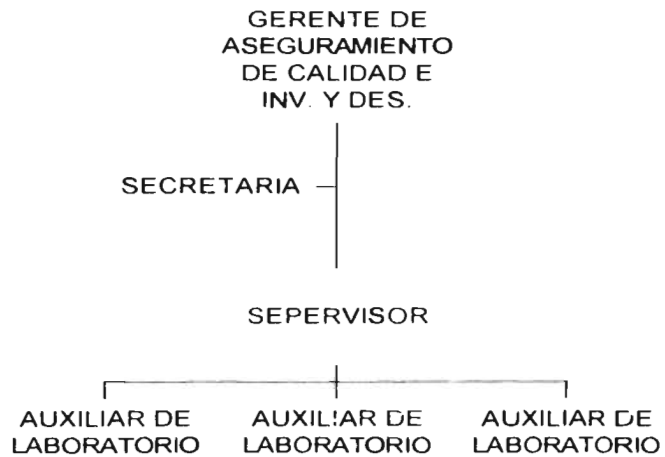 GERENTE DE
ASEGURAMIENTO
DE CALIDAD E
INV. Y DES.
SECRETARIA
SEPERVISOR
AUXILIAR DE AUXILIAR DE AUXILIAR DE
LABORATORIO LABORATORIO LABORATORIO